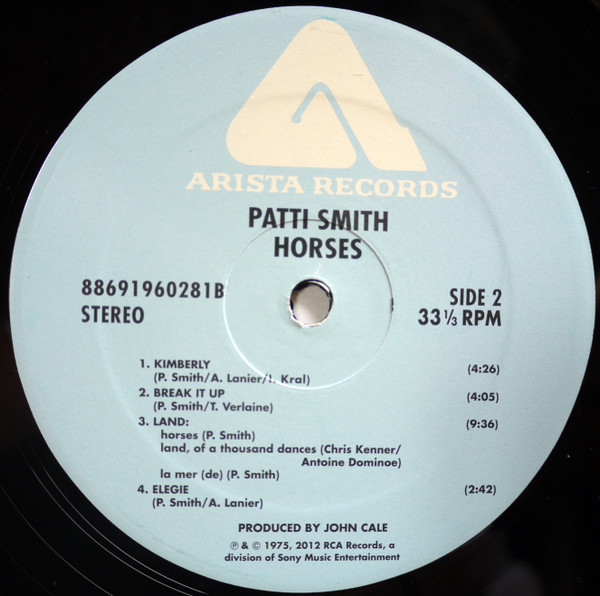 ARISTA RECORDS
PATTI SMITH
HORSES
88691960281B
STEREO
SIDE 2
33 1/3 RPM
1. KIMBERLY (4:26)
(P. Smith/A. Lanier/I. Kral)
2. BREAK IT UP (4:05)
(P. Smith/T. Verlaine)
3. LAND: (9:36)
horses (P. Smith)
land, of a thousand dances (Chris Kenner/
Antoine Dominoe)
la mer (de) (P. Smith)
4. ELEGIE (2:42)
(P. Smith/A. Lanier)
PRODUCED BY JOHN CALE
℗ & © 1975, 2012 RCA Records, a
division of Sony Music Entertainment